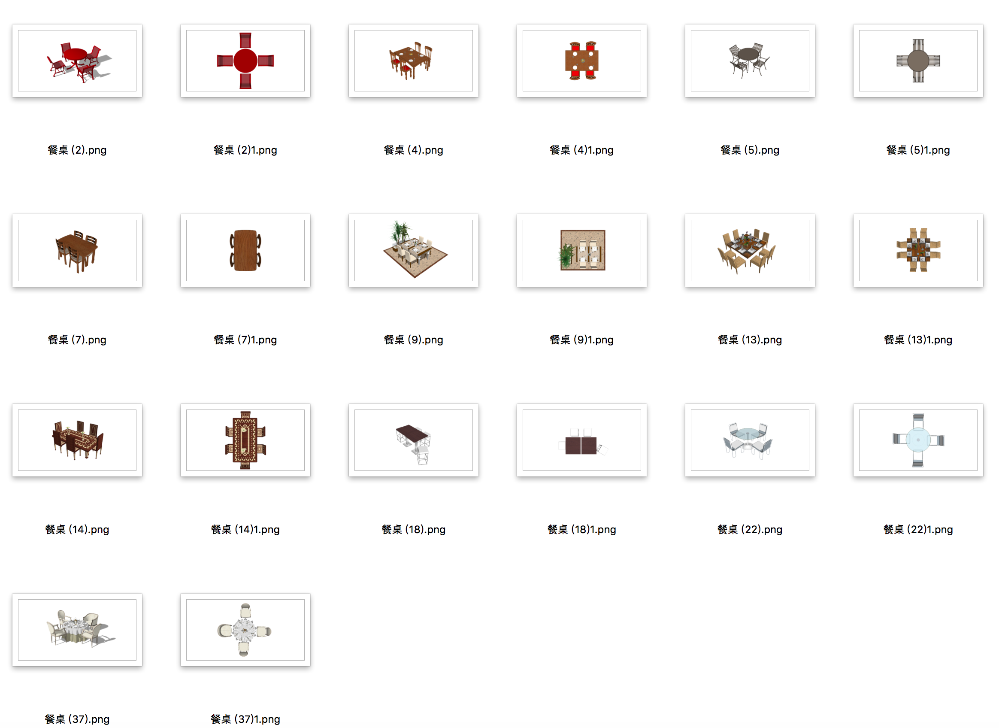 餐桌 (2).png
餐桌 (2)1.png
餐桌 (4).png
餐桌 (4)1.png
餐桌 (5).png
餐桌 (5)1.png
餐桌 (7).png
餐桌 (7)1.png
餐桌 (9).png
餐桌 (9)1.png
餐桌 (13).png
餐桌 (13)1.png
餐桌 (14).png
餐桌 (14)1.png
餐桌 (18).png
餐桌 (18)1.png
餐桌 (22).png
餐桌 (22)1.png
餐桌 (37).png
餐桌 (37)1.png